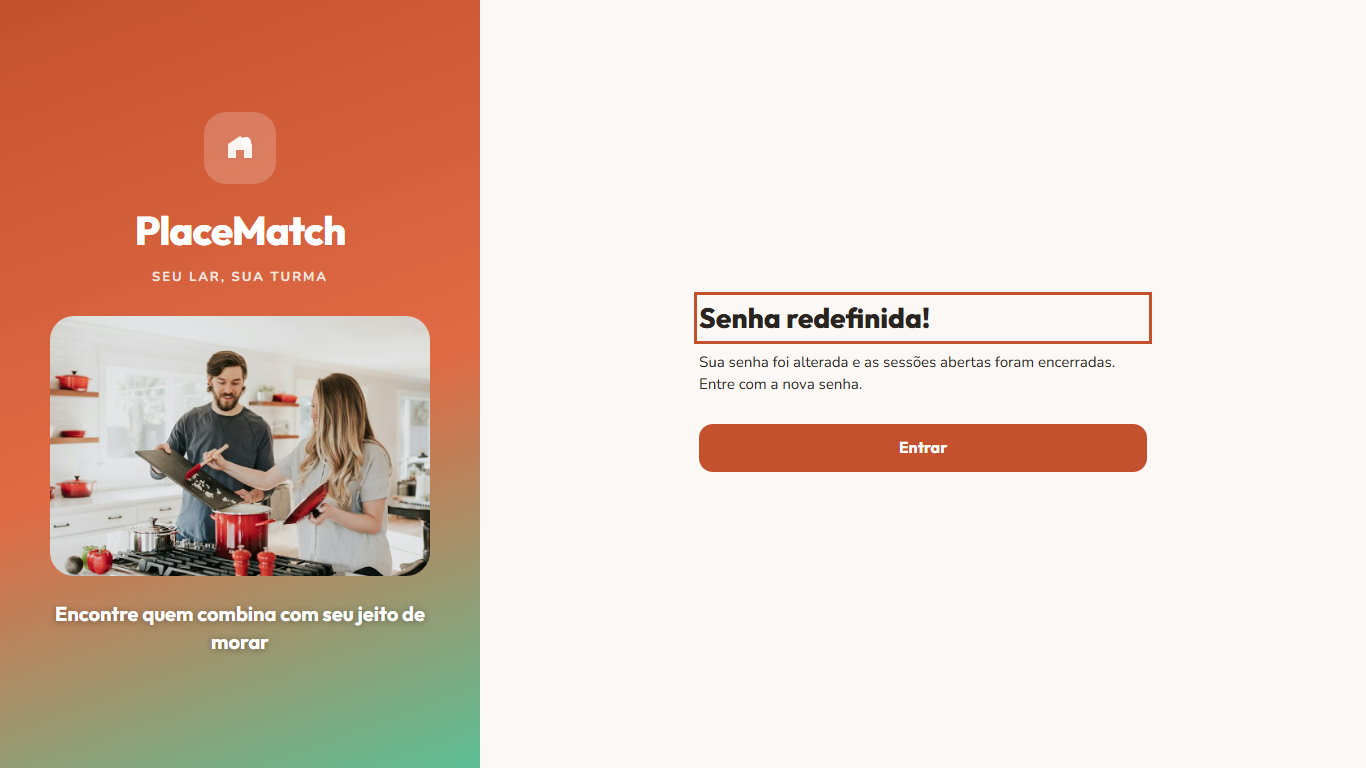 PlaceMatch
SEU LAR, SUA TURMA
Encontre quem combina com seu jeito de
morar
Senha redefinida!
Sua senha foi alterada e as sessões abertas foram encerradas.
Entre com a nova senha.
Entrar